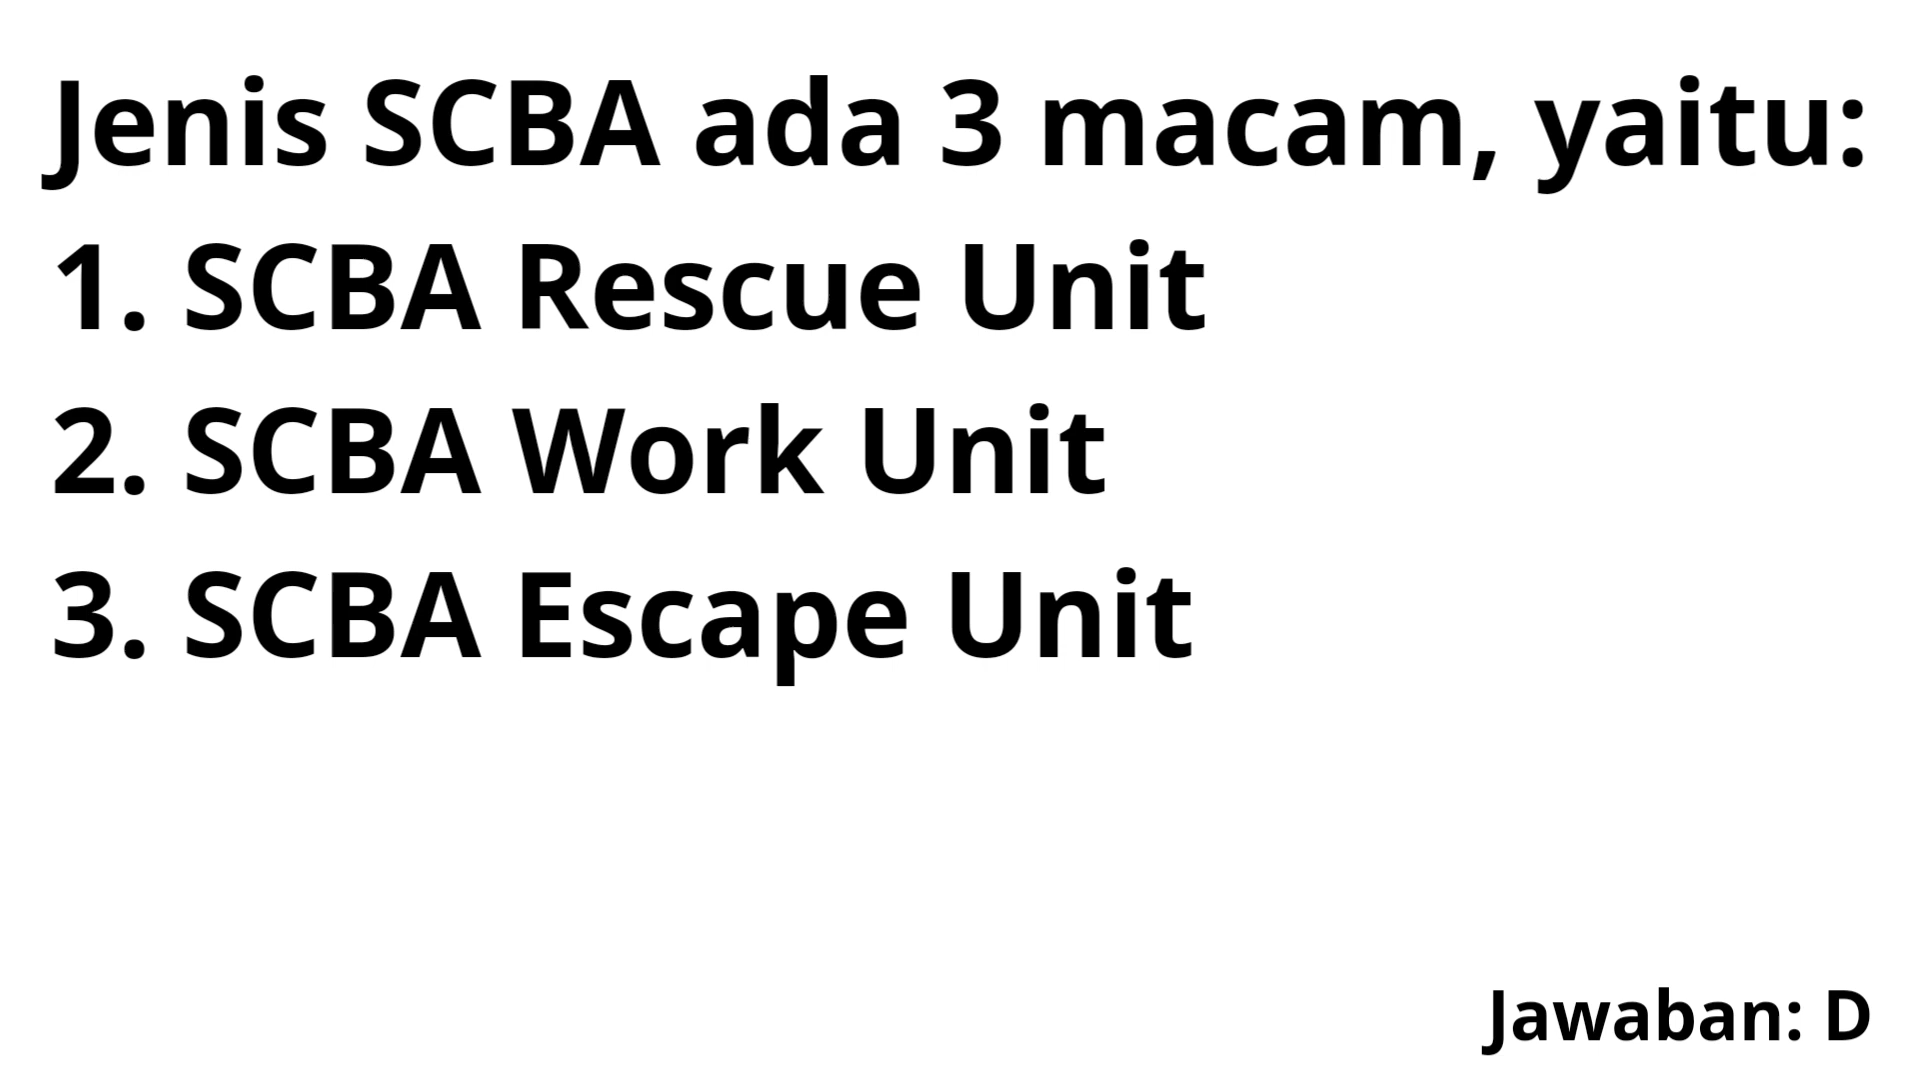 Jenis SCBA ada 3 macam, yaitu:
1. SCBA Rescue Unit
2. SCBA Work Unit
3. SCBA Escape Unit
Jawaban: D